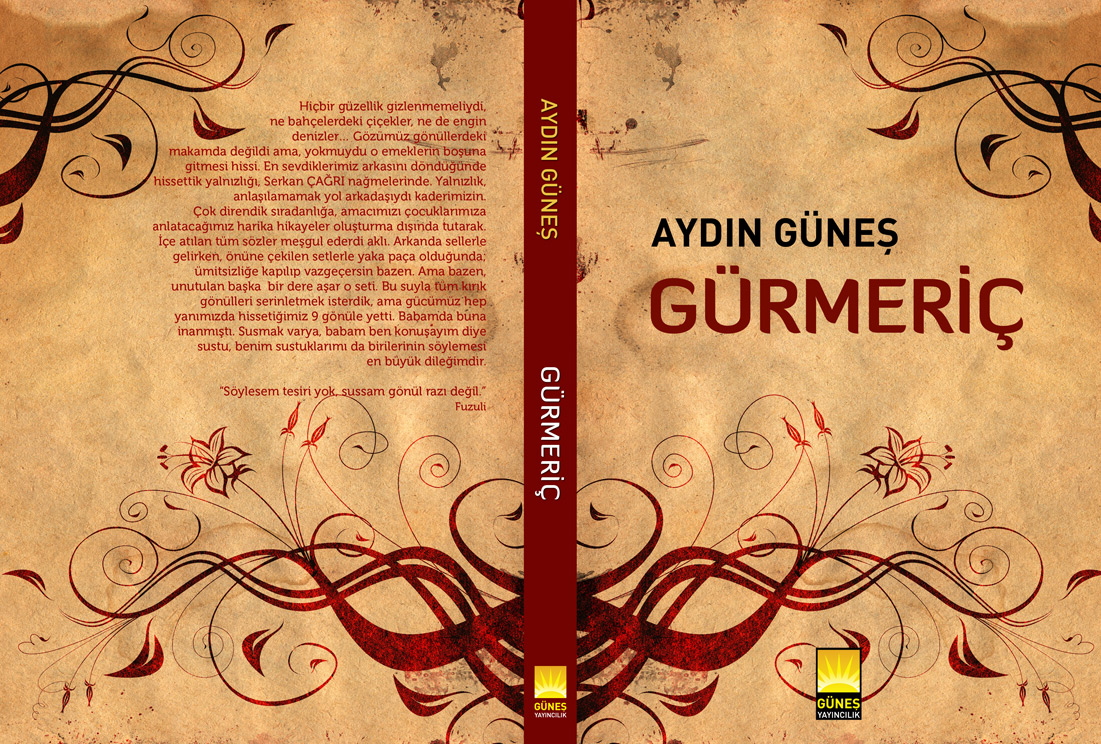 Hiçbir güzellik gizlenmemeliydi,
ne bahçelerdeki çiçekler, ne de engin
denizler... Gözümüz gönüllerdeki
makamda değildi ama, yokmuydu o emeklerin boşuna
gitmesi hissi. En sevdiklerimiz arkasını döndüğünde
hissettik yalnızlığı, Serkan ÇAĞRI nağmelerinde. Yalnızlık,
anlaşılamamak yol arkadaşıydı kaderimizin.
Çok direndik sıradanlığa, amacımızı çocuklarımıza
anlatacağımız harika hikayeler oluşturma dışında tutarak.
İçe atılan tüm sözler meşgul ederdi aklı. Arkanda sellerle
gelirken, önüne çekilen setlerle yaka paça olduğunda;
ümitsizliğe kapılıp vazgeçersin bazen. Ama bazen,
unutulan başka bir dere aşar o seti. Bu suyla tüm kırık
gönülleri serinletmek isterdik, ama gücümüz hep
yanımızda hissetiğimiz 9 gönüle yetti. Babamda buna
inanmıştı. Susmak varya, babam ben konuşayım diye
sustu, benim sustuklarımı da birilerinin söylemesi
en büyük dileğimdir.
"Söylesem tesiri yok, sussam gönül razı değil."
Fuzuli
AYDIN GÜNEŞ
GÜRMERİÇ
GÜNEŞ
YAYINCILIK
AYDIN GÜNEŞ
GÜRMERİÇ
GÜNEŞ
YAYINCILIK